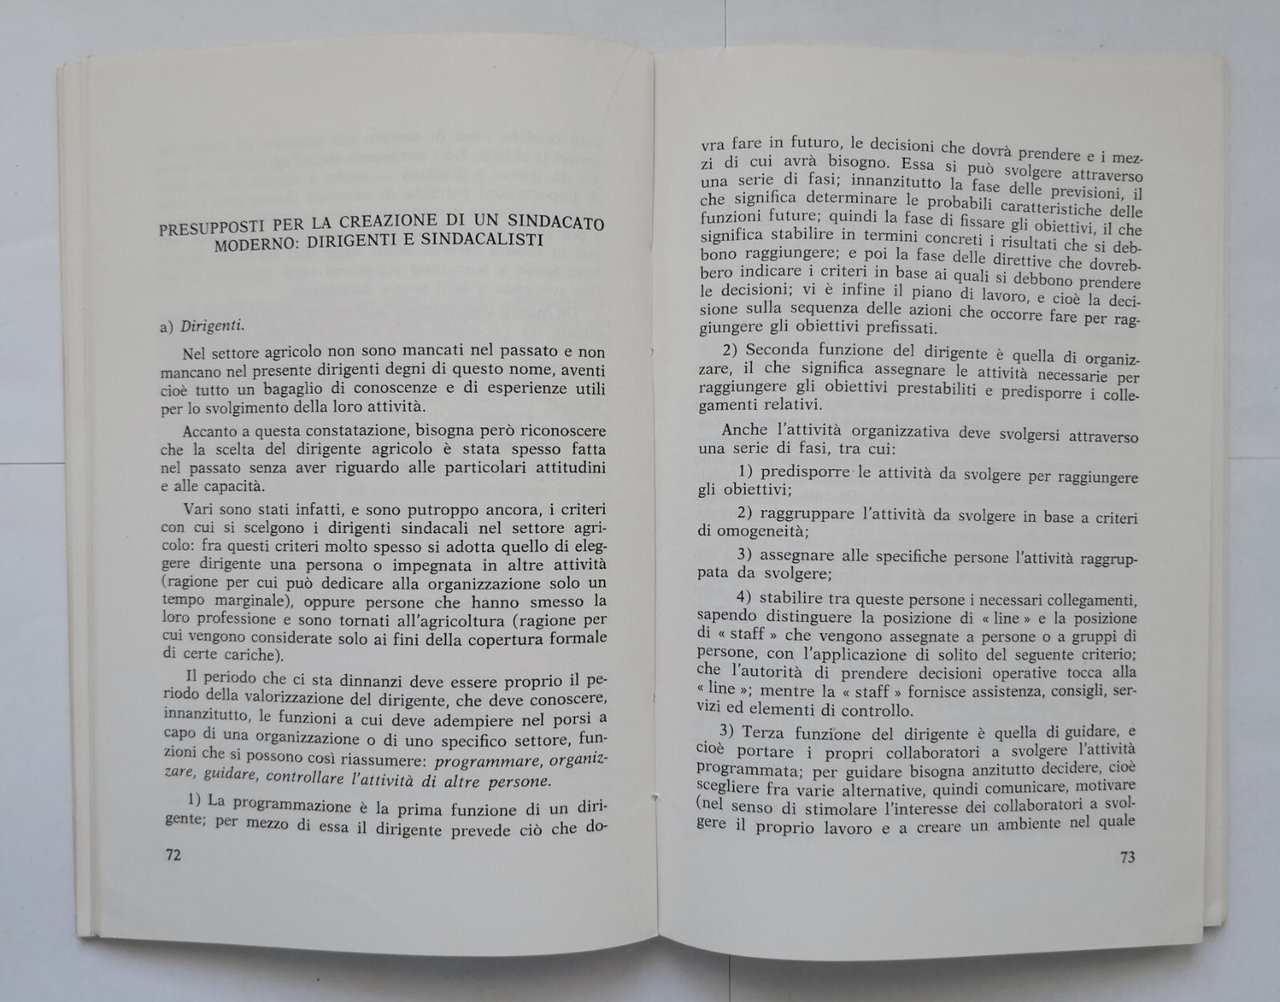 PRESUPPOSTI PER LA CREAZIONE DI UN SINDACATO
MODERNO: DIRIGENTI E SINDACALISTI
a) Dirigenti.
Nel settore agricolo non sono mancati nel passato e non
mancano nel presente dirigenti degni di questo nome, aventi
cioè tutto un bagaglio di conoscenze e di esperienze utili
per lo svolgimento della loro attività.
Accanto a questa constatazione, bisogna però riconoscere
che la scelta del dirigente agricolo è stata spesso fatta
nel passato senza aver riguardo alle particolari attitudini
e alle capacità.
Vari sono stati infatti, e sono putroppo ancora, i criteri
con cui si scelgono i dirigenti sindacali nel settore agri-
colo: fra questi criteri molto spesso si adotta quello di eleg-
gere dirigente una persona o impegnata in altre attività
(ragione per cui può dedicare alla organizzazione solo un
tempo marginale), oppure persone che hanno smesso la
loro professione e sono tornati all'agricoltura (ragione per
cui vengono considerate solo ai fini della copertura formale
di certe cariche).
Il periodo che ci sta dinnanzi deve essere proprio il pe-
riodo della valorizzazione del dirigente, che deve conoscere,
innanzitutto, le funzioni a cui deve adempiere nel porsi a
capo di una organizzazione o di uno specifico settore, fun-
zioni che si possono così riassumere: programmare, organiz-
zare, guidare, controllare l'attività di altre persone.
1) La programmazione è la prima funzione di un diri-
gente; per mezzo di essa il dirigente prevede ciò che do-
72
vra fare in futuro, le decisioni che dovrà prendere e i mez-
zi di cui avrà bisogno. Essa si può svolgere attraverso
una serie di fasi; innanzitutto la fase delle previsioni, il
che significa determinare le probabili caratteristiche delle
funzioni future; quindi la fase di fissare gli obiettivi, il che
significa stabilire in termini concreti i risultati che si deb-
bono raggiungere; e poi la fase delle direttive che dovreb-
bero indicare i criteri in base ai quali si debbono prendere
le decisioni; vi è infine il piano di lavoro, e cioè la deci-
sione sulla sequenza delle azioni che occorre fare per rag-
giungere gli obiettivi prefissati.
2) Seconda funzione del dirigente è quella di organiz-
zare, il che significa assegnare le attività necessarie per
raggiungere gli obiettivi prestabiliti e predisporre i colle-
gamenti relativi.
Anche l'attività organizzativa deve svolgersi attraverso
una serie di fasi, tra cui:
1) predisporre le attività da svolgere per raggiungere
gli obiettivi;
2) raggruppare l'attività da svolgere in base a criteri
di omogeneità;
3) assegnare alle specifiche persone l'attività raggrup-
pata da svolgere;
4) stabilire tra queste persone i necessari collegamenti,
sapendo distinguere la posizione di « line » e la posizione
di « staff » che vengono assegnate a persone o a gruppi di
persone, con l'applicazione di solito del seguente criterio;
che l'autorità di prendere decisioni operative tocca alla
« line »; mentre la « staff » fornisce assistenza, consigli, ser-
vizi ed elementi di controllo.
3) Terza funzione del dirigente è quella di guidare, e
cioè portare i propri collaboratori a svolgere l'attività
programmata; per guidare bisogna anzitutto decidere, cioè
scegliere fra varie alternative, quindi comunicare, motivare
(nel senso di stimolare l'interesse dei collaboratori a svol-
gere il proprio lavoro e a creare un ambiente nel quale
73